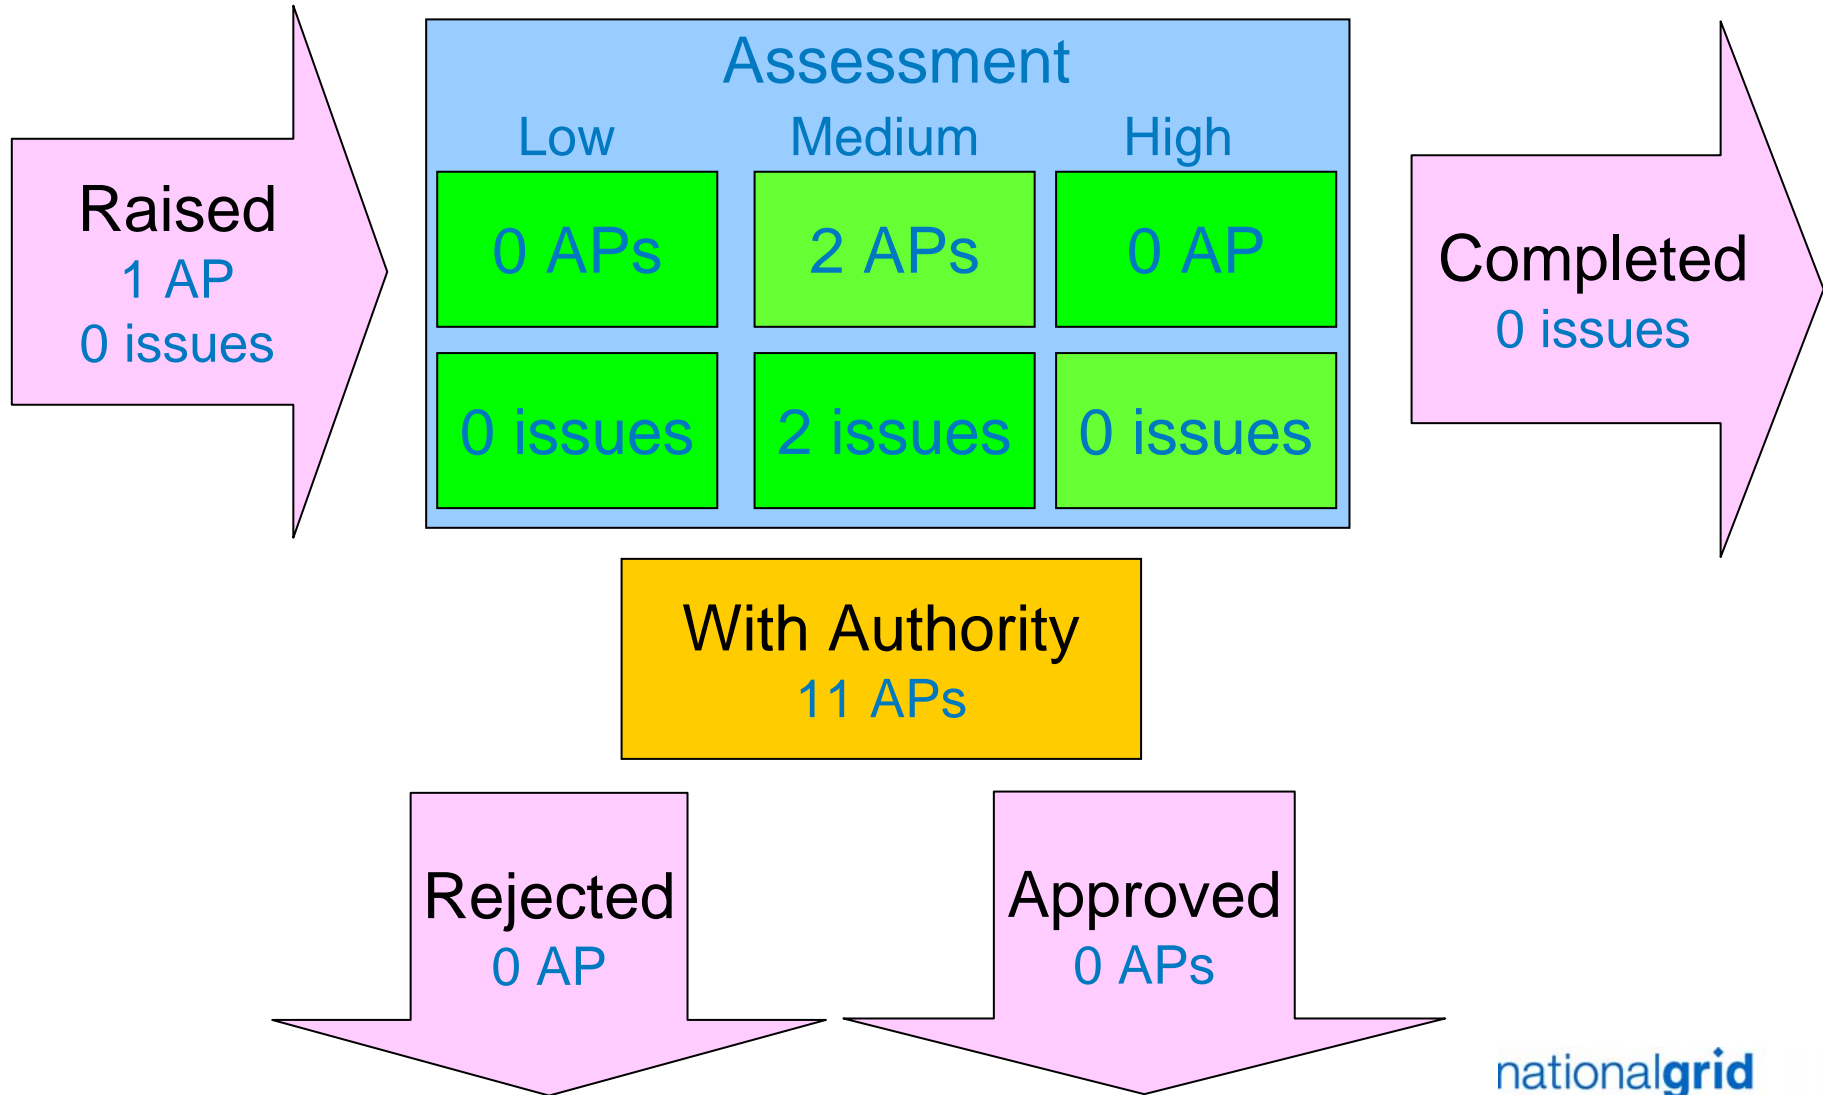 Raised
1 AP
0 issues
Assessment
Low Medium High
0 APs 2 APs 0 AP
0 issues 2 issues 0 issues
Completed
0 issues
With Authority
11 APs
Rejected
0 AP
Approved
0 APs
nationalgrid